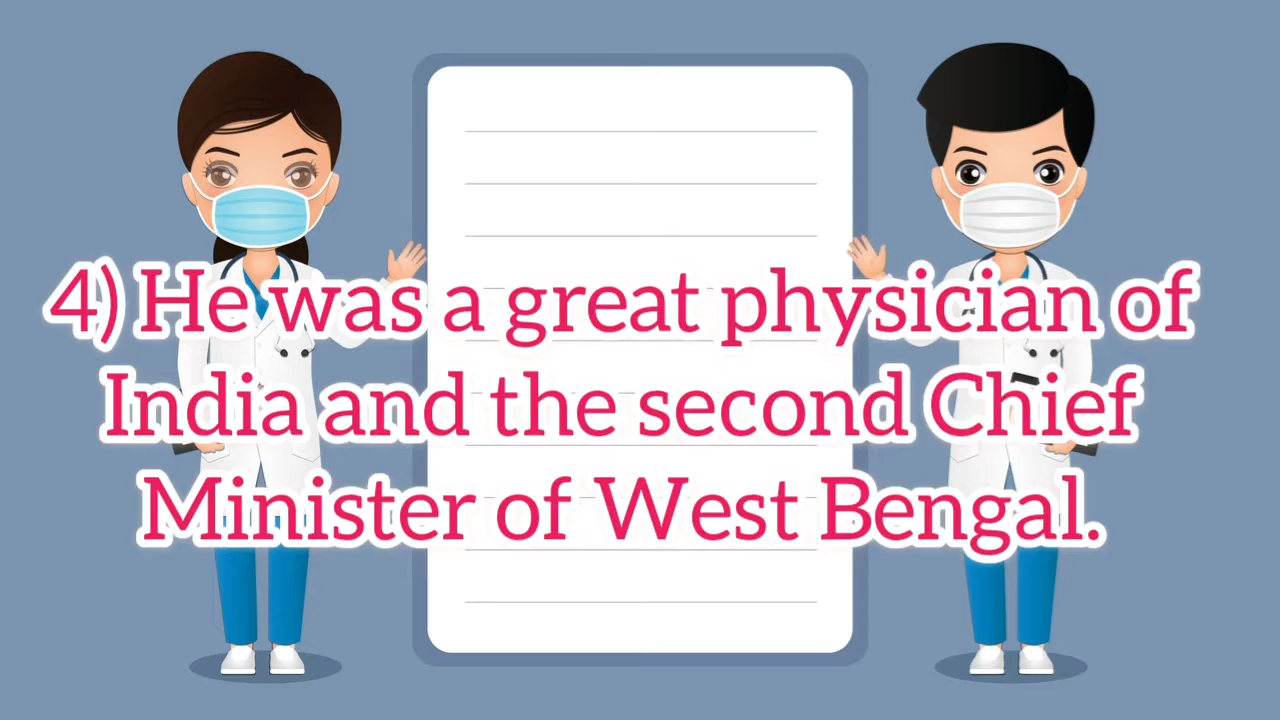 4) He was a great physician of
India and the second Chief
Minister of West Bengal.